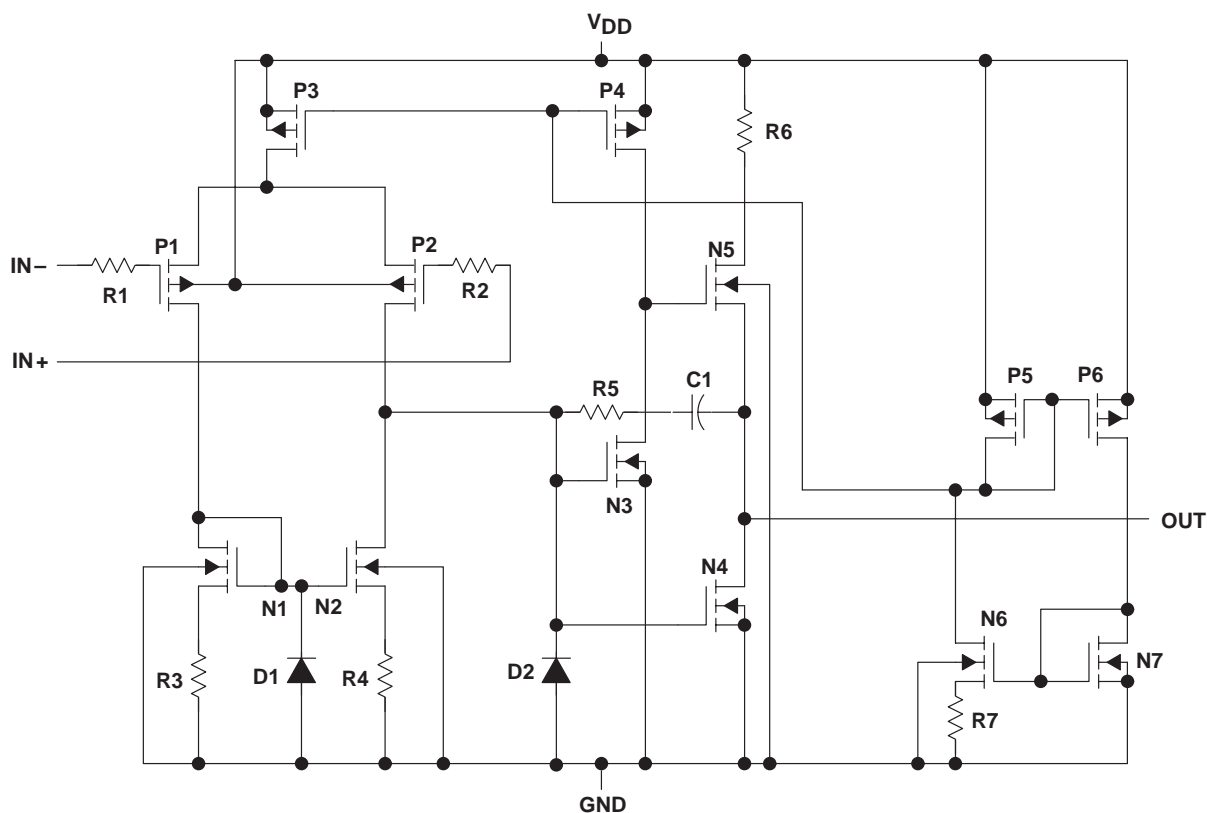 VDD
P3
P4
R6
P1
P2
N5
IN–
R1
R2
IN+
P5
P6
R5
C1
N3
OUT
N4
N1
N2
N6
N7
R3
D1
R4
D2
R7
GND